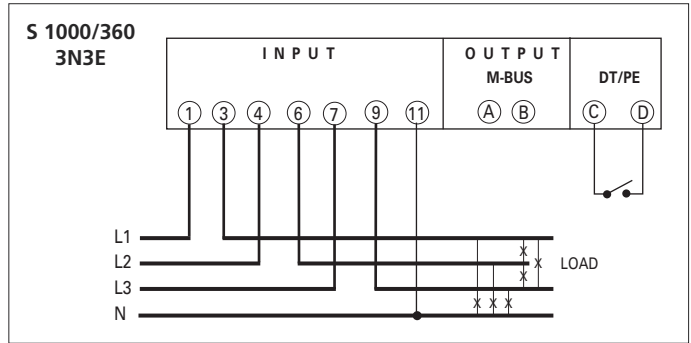 S 1000/360
3N3E
INPUT
OUTPUT
M-BUS
DT/PE
1 3 4 6 7 9 11 A B C D
L1
L2
L3
N
LOAD
X X X X X X